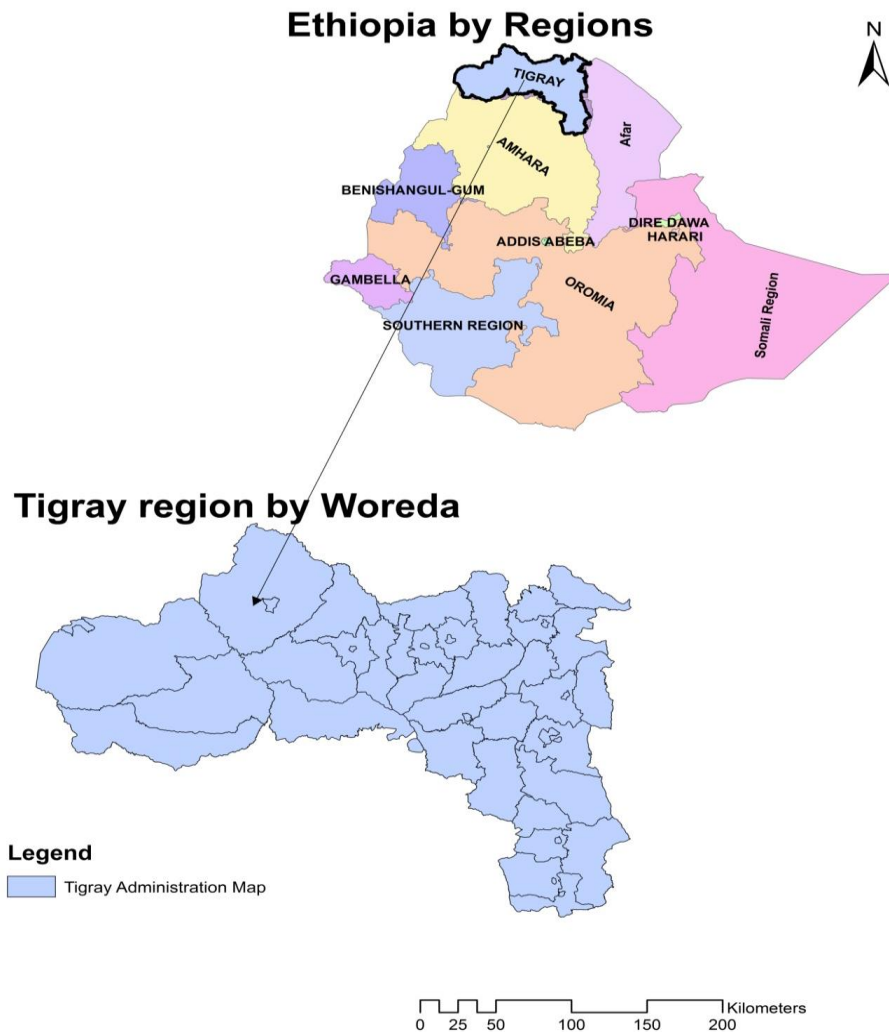 Ethiopia by Regions
N
TIGRAY
Afar
AMHARA
BENISHANGUL-GUM
DIRE DAWA
HARARI
ADDIS ABEBA
GAMBELLA
OROMIA
SOUTHERN REGION
Somali Region
Tigray region by Woreda
Legend
Tigray Administration Map
Kilometers
0 25 50 100 150 200